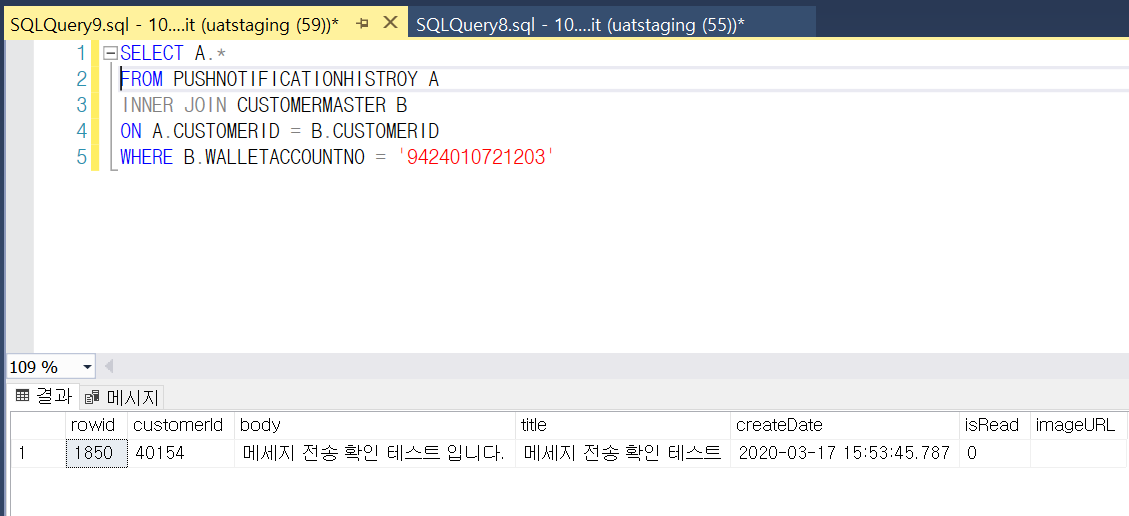 SQLQuery9.sql - 10....it (uatstaging (59))* SQLQuery8.sql - 10....it (uatstaging (55))*
1 SELECT A.*
2 FROM PUSHNOTIFICATIONHISTROY A
3 INNER JOIN CUSTOMERMASTER B
4 ON A.CUSTOMERID = B.CUSTOMERID
5 WHERE B.WALLETACCOUNTNO = '9424010721203'
109 %
결과 메시지
rowid customerId body title createDate isRead imageURL
1 1850 40154 메세지 전송 확인 테스트 입니다. 메세지 전송 확인 테스트 2020-03-17 15:53:45.787 0